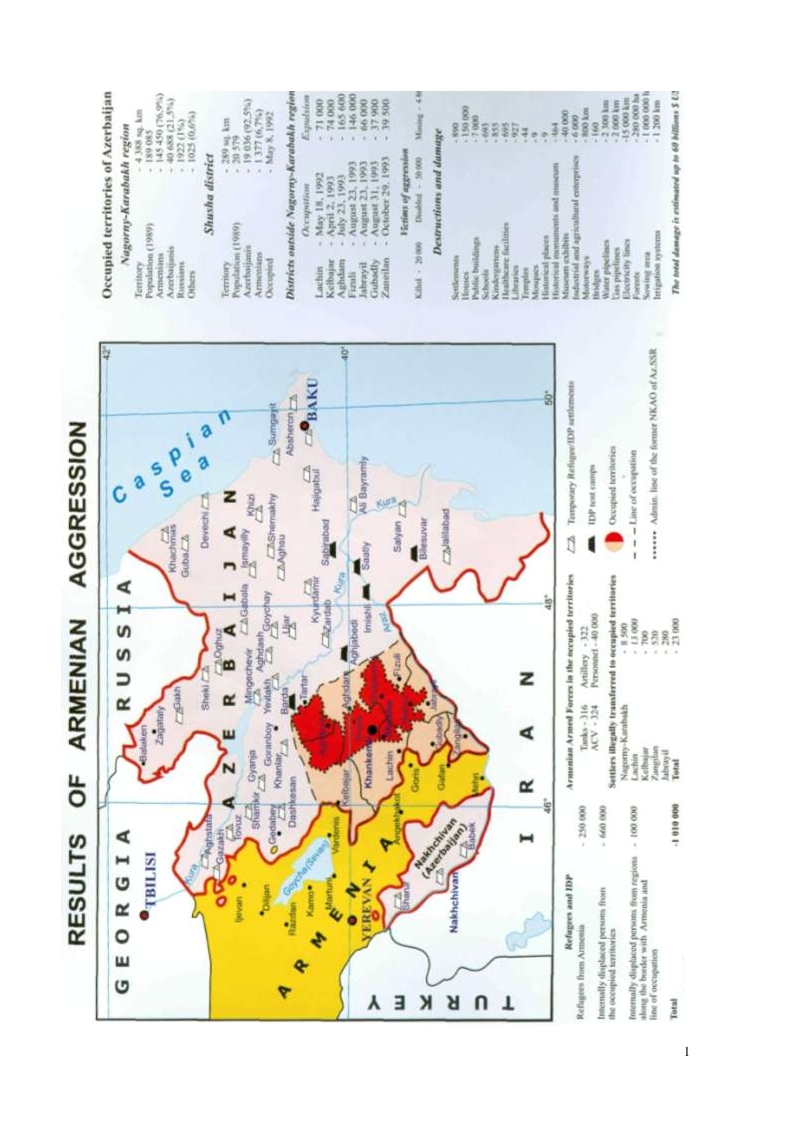 RESULTS OF ARMENIAN AGGRESSION
GEORGIA
RUSSIA
Caspian
Sea
42°
40°
46°
48°
50°
TBILISI
Balaken
Zagataly
Gakh
Sheki
Oghuz
Khachmas
Guba
Devechi
AZERBAIJAN
Kura
Aghstafa
Gazakh
Tovuz
Shamkir
Gyanja
Gedabey
Khanlar
Dashkesan
Goranboy
Mingechevir
Yevlakh
Aghdash
Gabala
Goychay
Ujar
Ismayilly
Khizi
Shemakhy
Aghsu
Sumgayit
Absheron
BAKU
Barda
Tartar
Zardab
Kyurdamir
Sabirabad
Hajigabul
Kura
Aghjabedi
Imishli
Saatly
Ali Bayramly
Kura
Salyan
Bilesuvar
Jalilabad
Araz
Aghdam
Fizuli
Kelbajar
Khankendi
Lachin
Gubadly
Zangilan
ARMENIA
Ijevan
Dilijan
Razdan
Kamo
Martuni
Vardenis
Goycha(Sevan)
YEREVAN
Angekhakot
Goris
Gafan
Mehri
Nakhchivan
(Azerbaijan)
Sharur
Babek
Nakhchivan
TURKEY
IRAN
Occupied territories of Azerbaijan
Nagorny-Karabakh region
Territory - 4 388 sq. km
Population (1989) - 189 085
Armenians - 145 450 (76,9%)
Azerbaijanis - 40 688 (21,5%)
Russians - 1922 (1%)
Others - 1025 (0,6%)
Shusha district
Territory - 289 sq. km
Population (1989) - 20 579
Azerbaijanis - 19 036 (92,5%)
Armenians - 1 377 (6,7%)
Occupied - May 8, 1992
Districts outside Nagorny-Karabakh region
Occupation Expulsion
Lachin - May 18, 1992 - 71 000
Kelbajar - April 2, 1993 - 74 000
Aghdam - July 23, 1993 - 165 600
Fizuli - August 23, 1993 - 146 000
Jabrayil - August 23, 1993 - 66 000
Gubadly - August 31, 1993 - 37 900
Zangilan - October 29, 1993 - 39 500
Victims of aggression
Killed - 20 000 Disabled - 50 000 Missing - 4
Destructions and damage
Settlements -890
Houses -150 000
Public buildings -7 000
Schools -693
Kindergartens -855
Healthcare facilities -695
Libraries -927
Temples -44
Mosques -9
Historical places -9
Historical monuments and museum -464
Museum exhibits -40 000
Industrial and agricultural enterprises -6 000
Motorways -800 km
Bridges -160
Water pipelines -2 300 km
Gas pipelines -2 000 km
Electricity lines -15 000 km
Forests -280 000 ha
Sowing area -1 000 000 h
Irrigation systems -1 200 km
The total damage is estimated up to 60 billions $
Refugees and IDP
Refugees from Armenia - 250 000
Internally displaced persons from - 660 000
the occupied territories
Internally displaced persons from regions - 100 000
along the border with Armenia and
line of occupation
Total -1 010 000
Armenian Armed Forces in the occupied territories
Tanks - 316 Artillery - 322
ACV - 324 Personnel - 40 000
Settlers illegally transferred to occupied territories
Nagorny-Karabakh - 8 500
Lachin - 13 000
Kelbajar - 700
Zangilan - 520
Jabrayil - 280
Total - 23 000
Temporary Refugee/IDP settlements
IDP tent camps
Occupied territories
Line of occupation
Admin. line of the former NKAO of Az.SSR
1